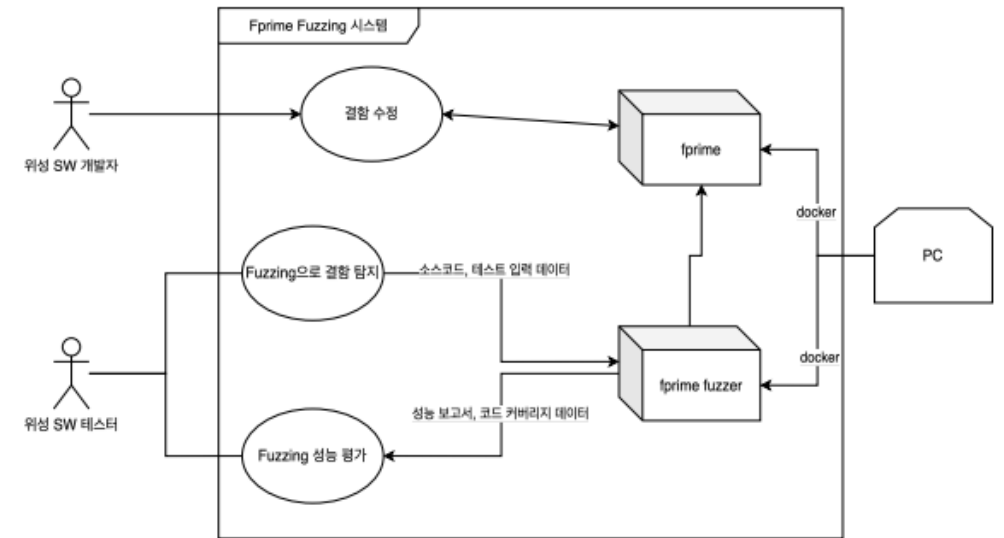 Fprime Fuzzing 시스템
결함 수정
위성 SW 개발자
fprime
docker
PC
Fuzzing으로 결함 탐지
소스코드, 테스트 입력 데이터
docker
fprime fuzzer
성능 보고서, 코드 커버리지 데이터
위성 SW 테스터
Fuzzing 성능 평가